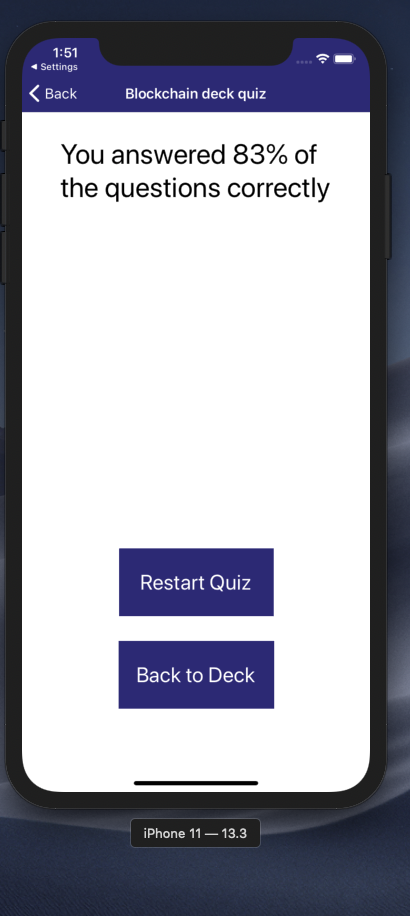 1:51
◀ Settings
Back
Blockchain deck quiz
You answered 83% of
the questions correctly
Restart Quiz
Back to Deck
iPhone 11 — 13.3